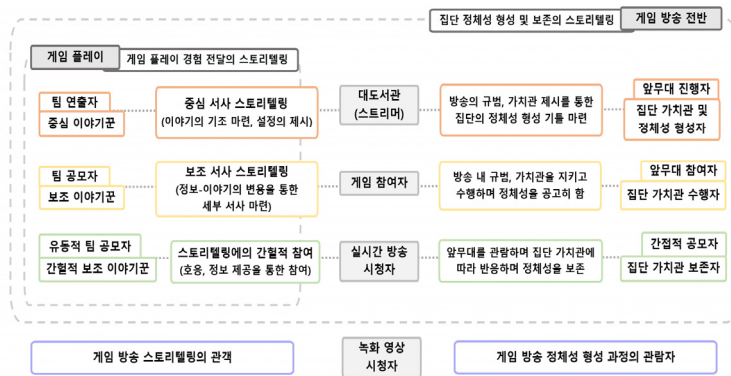 집단 정체성 형성 및 보존의 스토리텔링
게임 방송 전반
게임 플레이
게임 플레이 경험 전달의 스토리텔링
팀 연출자
중심 이야기꾼
중심 서사 스토리텔링
(이야기의 기조 마련, 설정의 제시)
대도서관
(스트리머)
방송의 규범, 가치관 제시를 통한
집단의 정체성 형성 기틀 마련
앞무대 진행자
집단 가치관 및
정체성 형성자
팀 공모자
보조 이야기꾼
보조 서사 스토리텔링
(정보-이야기의 변용을 통한
세부 서사 마련)
게임 참여자
방송 내 규범, 가치관을 지키고
수행하며 정체성을 공고히 함
앞무대 참여자
집단 가치관 수행자
유동적 팀 공모자
간헐적 보조 이야기꾼
스토리텔링에의 간헐적 참여
(호응, 정보 제공을 통한 참여)
실시간 방송
시청자
앞무대를 관람하며 집단 가치관에
따라 반응하며 정체성을 보존
간접적 공모자
집단 가치관 보존자
게임 방송 스토리텔링의 관객
녹화 영상
시청자
게임 방송 정체성 형성 과정의 관람자